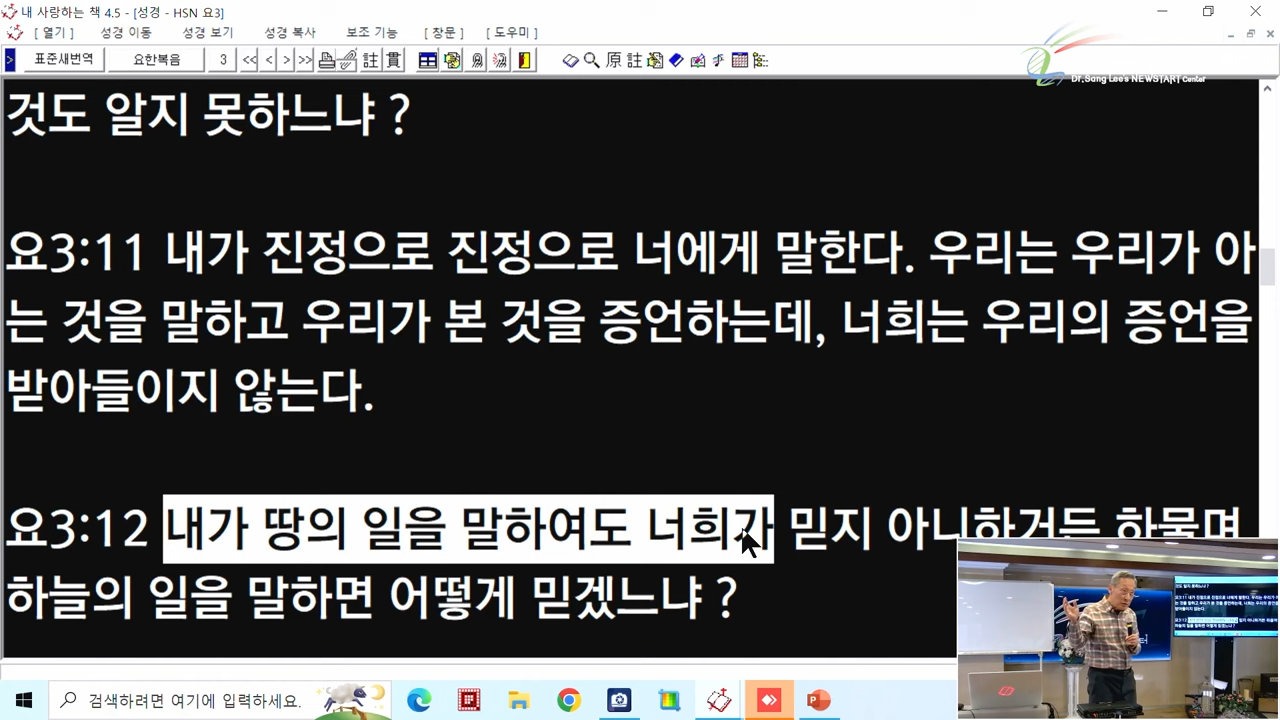 내 사랑하는 책 4.5 - [성경 - HSN 요3]
[ 열기 ] 성경 이동 성경 보기 성경 복사 보조 기능 [ 창문 ] [ 도우미 ]
> 표준새번역 요한복음 3 << < > >> 註 貫 原 註
Dr.Sang Lee's NEWSTART Center
것도 알지 못하느냐 ?
요3:11 내가 진정으로 진정으로 너에게 말한다. 우리는 우리가 아
는 것을 말하고 우리가 본 것을 증언하는데, 너희는 우리의 증언을
받아들이지 않는다.
요3:12 내가 땅의 일을 말하여도 너희가 믿지 아니하거든 하물며
하늘의 일을 말하면 어떻게 믿겠느냐 ?
검색하려면 여기에 입력하세요.